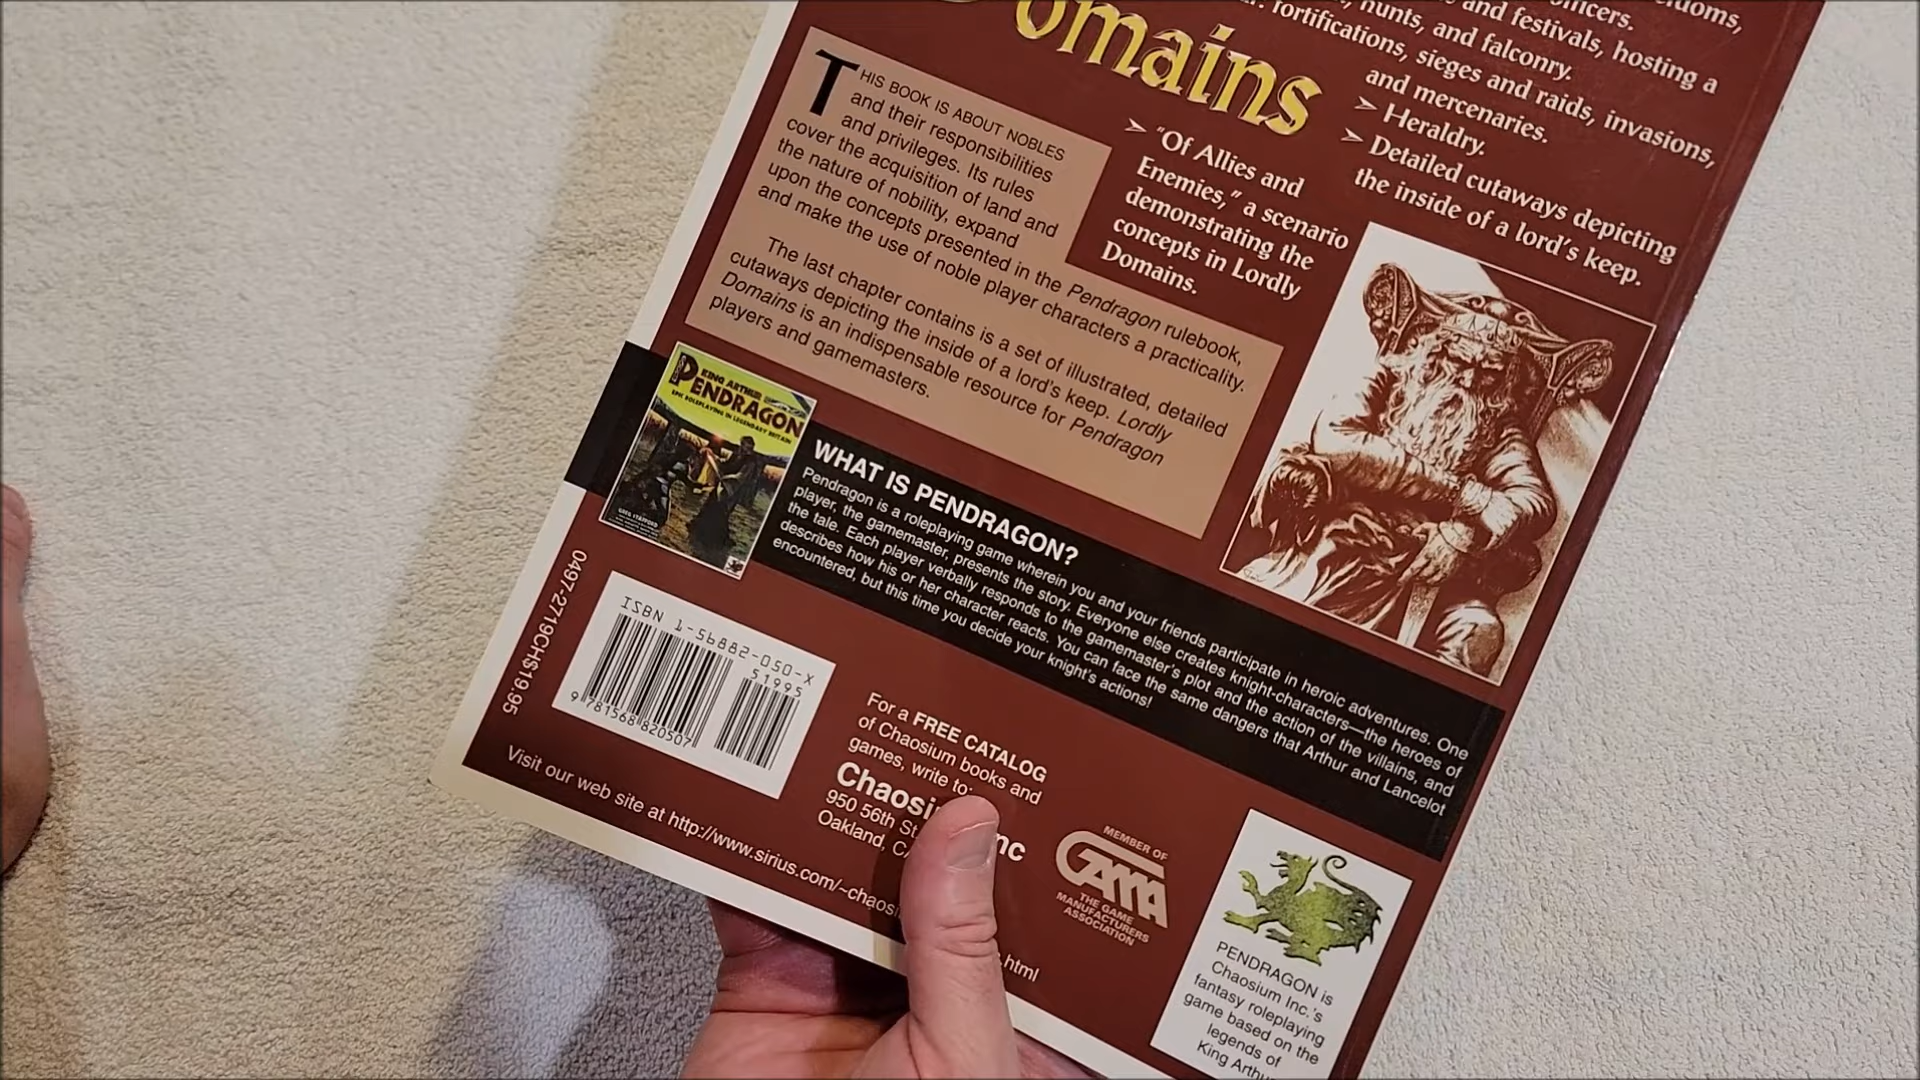 Domains
THIS BOOK IS ABOUT NOBLES
and their responsibilities
and privileges. Its rules
cover the acquisition of land and
the nature of nobility, expand
upon the concepts presented in the Pendragon rulebook,
and make the use of noble player characters a practicality.
The last chapter contains is a set of illustrated, detailed
cutaways depicting the inside of a lord's keep. Lordly
Domains is an indispensable resource for Pendragon
players and gamemasters.
➢ "Of Allies and
Enemies," a scenario
demonstrating the
concepts in Lordly
Domains.
and festivals, hosting a
hunts, and falconry.
fortifications, sieges and raids, invasions,
and mercenaries.
➢ Heraldry.
➢ Detailed cutaways depicting
the inside of a lord's keep.
KING ARTHUR
PENDRAGON
EPIC ROLEPLAYING IN LEGENDARY BRITAIN
GREG STAFFORD
WHAT IS PENDRAGON?
Pendragon is a roleplaying game wherein you and your friends participate in heroic adventures. One
player, the gamemaster, presents the story. Everyone else creates knight-characters—the heroes of
the tale. Each player verbally responds to the gamemaster's plot and the action of the villains, and
describes how his or her character reacts. You can face the same dangers that Arthur and Lancelot
encountered, but this time you decide your knight's actions!
0497-2719CH$19.95
ISBN 1-56882-050-X
51995
9 781568 820507
For a FREE CATALOG
of Chaosium books and
games, write to:
Chaosi nc
950 56th St
Oakland, CA
Visit our web site at http://www.sirius.com/~chaosi .html
MEMBER OF
GAMA
THE GAME
MANUFACTURERS
ASSOCIATION
PENDRAGON is
Chaosium Inc.'s
fantasy roleplaying
game based on the
legends of
King Arthu